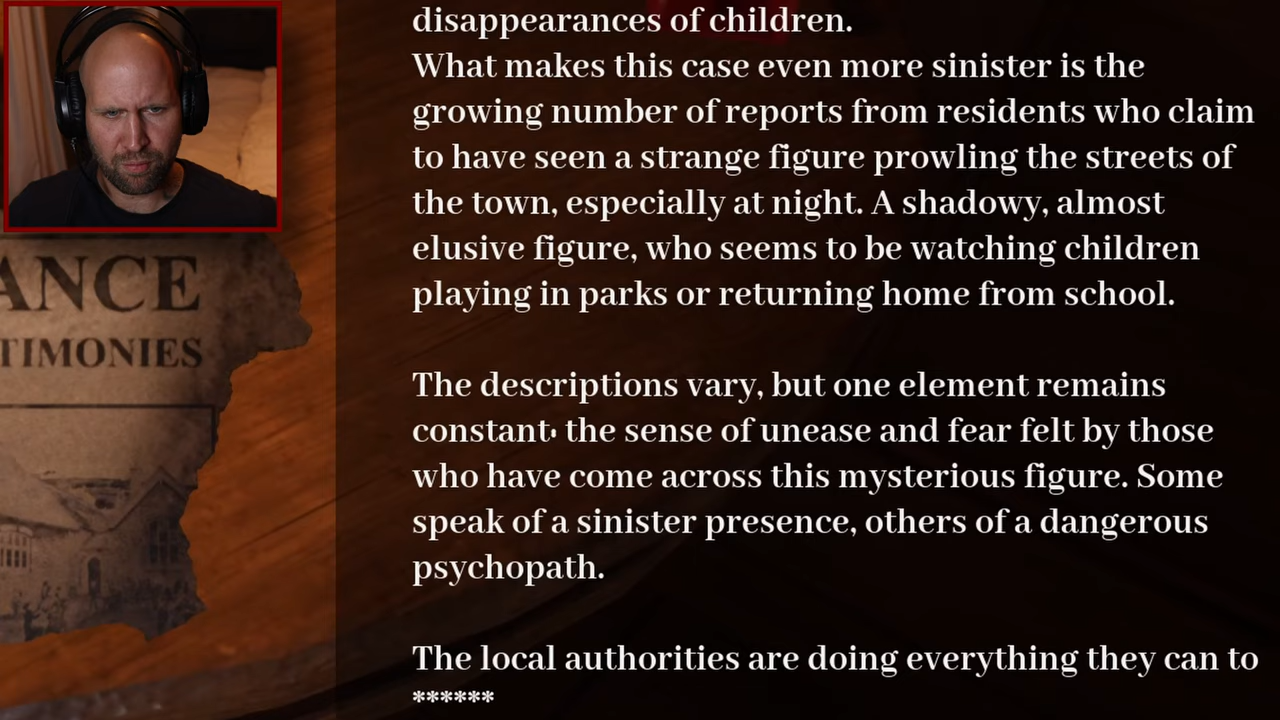 disappearances of children.
What makes this case even more sinister is the
growing number of reports from residents who claim
to have seen a strange figure prowling the streets of
the town, especially at night. A shadowy, almost
elusive figure, who seems to be watching children
playing in parks or returning home from school.
The descriptions vary, but one element remains
constant: the sense of unease and fear felt by those
who have come across this mysterious figure. Some
speak of a sinister presence, others of a dangerous
psychopath.
The local authorities are doing everything they can to
******
ANCE
TIMONIES